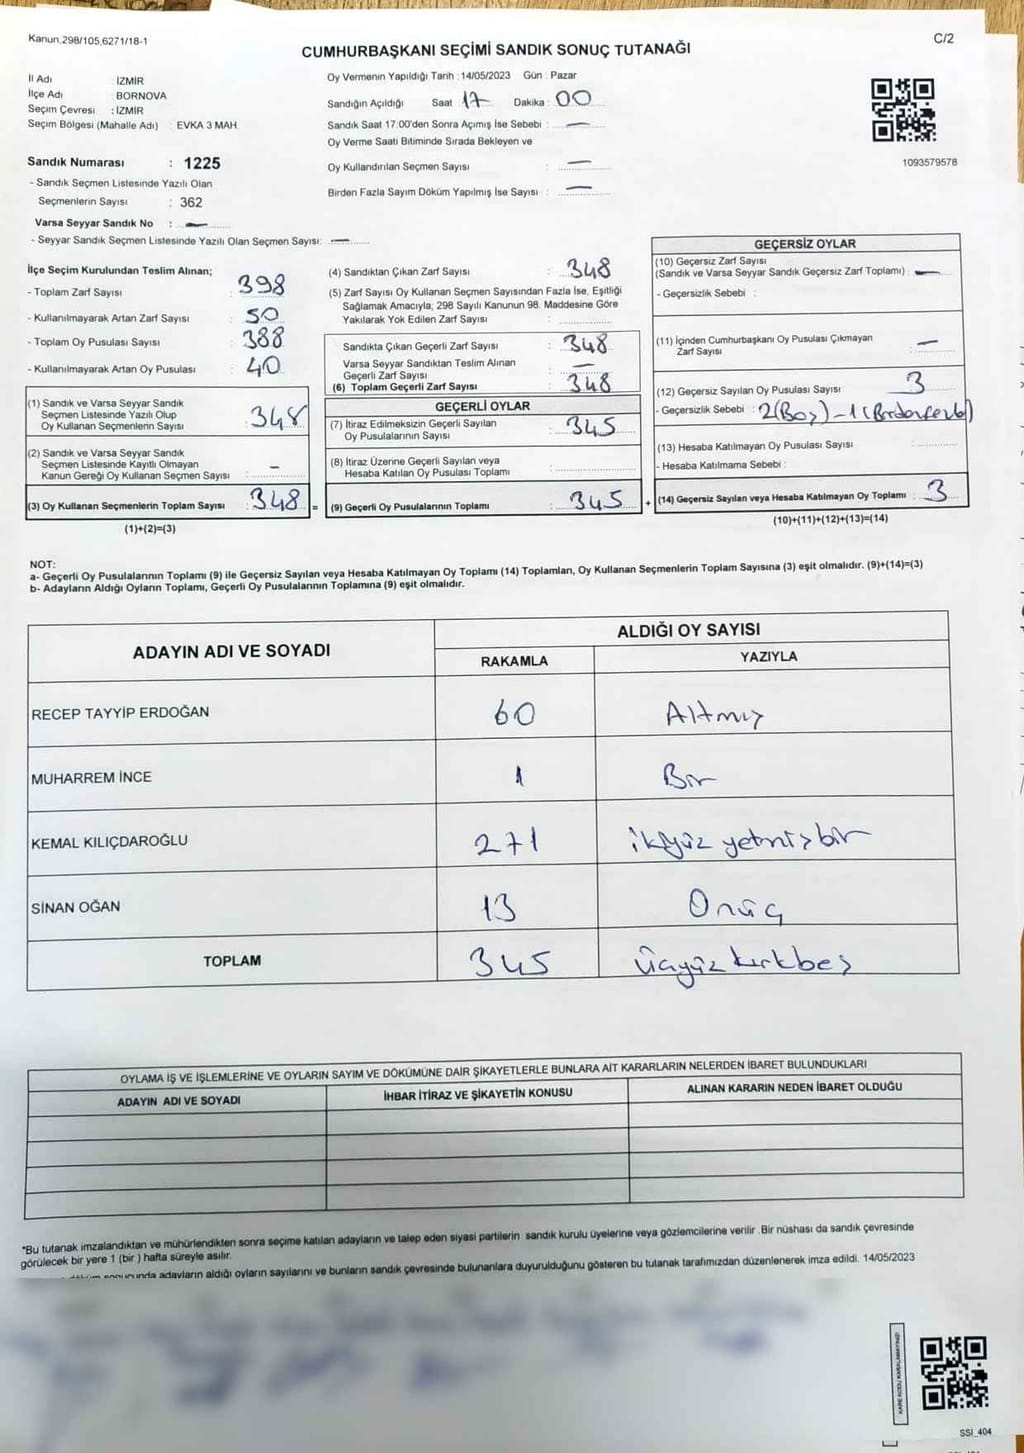 Kanun 298/105,6271/18-1
C/2
CUMHURBAŞKANI SEÇİMİ SANDIK SONUÇ TUTANAĞI
İl Adı : İZMİR
İlçe Adı : BORNOVA
Seçim Çevresi : İZMİR
Seçim Bölgesi (Mahalle Adı) : EVKA 3 MAH.
Oy Vermenin Yapıldığı Tarih : 14/05/2023 Gün : Pazar
Sandığın Açıldığı Saat : 17 Dakika : 00
Sandık Saat 17:00'den Sonra Açımış İse Sebebi : —
Oy Verme Saati Bitiminde Sırada Bekleyen ve
Oy Kullandırılan Seçmen Sayısı : —
Birden Fazla Sayım Döküm Yapılmış İse Sayısı : —
1093579578
Sandık Numarası : 1225
- Sandık Seçmen Listesinde Yazılı Olan
Seçmenlerin Sayısı : 362
Varsa Seyyar Sandık No : —
- Seyyar Sandık Seçmen Listesinde Yazılı Olan Seçmen Sayısı: —
İlçe Seçim Kurulundan Teslim Alınan;
- Toplam Zarf Sayısı : 398
- Kullanılmayarak Artan Zarf Sayısı : 50
- Toplam Oy Pusulası Sayısı : 388
- Kullanılmayarak Artan Oy Pusulası : 40
(1) Sandık ve Varsa Seyyar Sandık
Seçmen Listesinde Yazılı Olup
Oy Kullanan Seçmenlerin Sayısı : 348
(2) Sandık ve Varsa Seyyar Sandık
Seçmen Listesinde Kayıtlı Olmayan
Kanun Gereği Oy Kullanan Seçmen Sayısı : —
(3) Oy Kullanan Seçmenlerin Toplam Sayısı : 348 =
(1)+(2)=(3)
(4) Sandıktan Çıkan Zarf Sayısı : 348
(5) Zarf Sayısı Oy Kullanan Seçmen Sayısından Fazla İse, Eşitliği
Sağlamak Amacıyla; 298 Sayılı Kanunun 98. Maddesine Göre
Yakılarak Yok Edilen Zarf Sayısı :
Sandıkta Çıkan Geçerli Zarf Sayısı : 348
Varsa Seyyar Sandıktan Teslim Alınan
Geçerli Zarf Sayısı : —
(6) Toplam Geçerli Zarf Sayısı : 348
GEÇERLİ OYLAR
(7) İtiraz Edilmeksizin Geçerli Sayılan
Oy Pusulalarının Sayısı : 345
(8) İtiraz Üzerine Geçerli Sayılan veya
Hesaba Katılan Oy Pusulası Toplamı :
(9) Geçerli Oy Pusulalarının Toplamı : 345 +
GEÇERSİZ OYLAR
(10) Geçersiz Zarf Sayısı
(Sandık ve Varsa Seyyar Sandık Geçersiz Zarf Toplamı) : —
- Geçersizlik Sebebi :
(11) İçinden Cumhurbaşkanı Oy Pusulası Çıkmayan
Zarf Sayısı : —
(12) Geçersiz Sayılan Oy Pusulası Sayısı : 3
- Geçersizlik Sebebi : 2(Boş) - 1(Birdenfazla)
(13) Hesaba Katılmayan Oy Pusulası Sayısı :
- Hesaba Katılmama Sebebi :
(14) Geçersiz Sayılan veya Hesaba Katılmayan Oy Toplamı : 3
(10)+(11)+(12)+(13)=(14)
NOT:
a- Geçerli Oy Pusulalarının Toplamı (9) ile Geçersiz Sayılan veya Hesaba Katılmayan Oy Toplamı (14) Toplamları, Oy Kullanan Seçmenlerin Toplam Sayısına (3) eşit olmalıdır. (9)+(14)=(3)
b- Adayların Aldığı Oyların Toplamı, Geçerli Oy Pusulalarının Toplamına (9) eşit olmalıdır.
ADAYIN ADI VE SOYADI
ALDIĞI OY SAYISI
RAKAMLA YAZIYLA
RECEP TAYYİP ERDOĞAN 60 Altmış
MUHARREM İNCE 1 Bir
KEMAL KILIÇDAROĞLU 271 ikiyüz yetmiş bir
SİNAN OĞAN 13 Onüç
TOPLAM 345 üçyüz kırkbeş
OYLAMA İŞ VE İŞLEMLERİNE VE OYLARIN SAYIM VE DÖKÜMÜNE DAİR ŞİKAYETLERLE BUNLARA AİT KARARLARIN NELERDEN İBARET BULUNDUKLARI
ADAYIN ADI VE SOYADI İHBAR İTİRAZ VE ŞİKAYETİN KONUSU ALINAN KARARIN NEDEN İBARET OLDUĞU
*Bu tutanak imzalandıktan ve mühürlendikten sonra seçime katılan adayların ve talep eden siyasi partilerin sandık kurulu üyelerine veya gözlemcilerine verilir .Bir nüshası da sandık çevresinde
görülecek bir yere 1 (bir ) hafta süreyle asılır.
adayların aldığı oyların sayılarını ve bunların sandık çevresinde bulunanlara duyurulduğunu gösteren bu tutanak tarafımızdan düzenlenerek imza edildi. 14/05/2023
KARE KODU KARALAMAYINIZ!
SSI_404